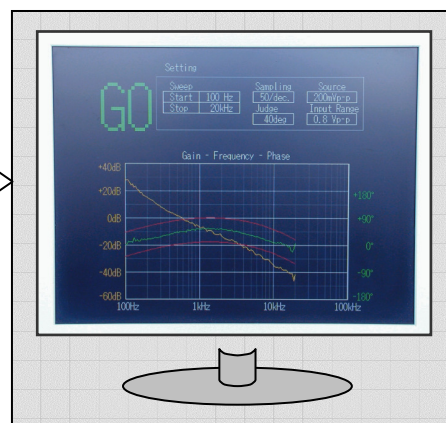 Setting
GO
Sweep
Start 100 Hz
Stop 20kHz
Sampling
50/dec.
Judge
40deg
Source
200mVp-p
Input Range
0.8 Vp-p
Gain - Frequency - Phase
+40dB
+20dB
0dB
-20dB
-40dB
-60dB
+180°
+90°
0°
-90°
-180°
100Hz 1kHz 10kHz 100kHz